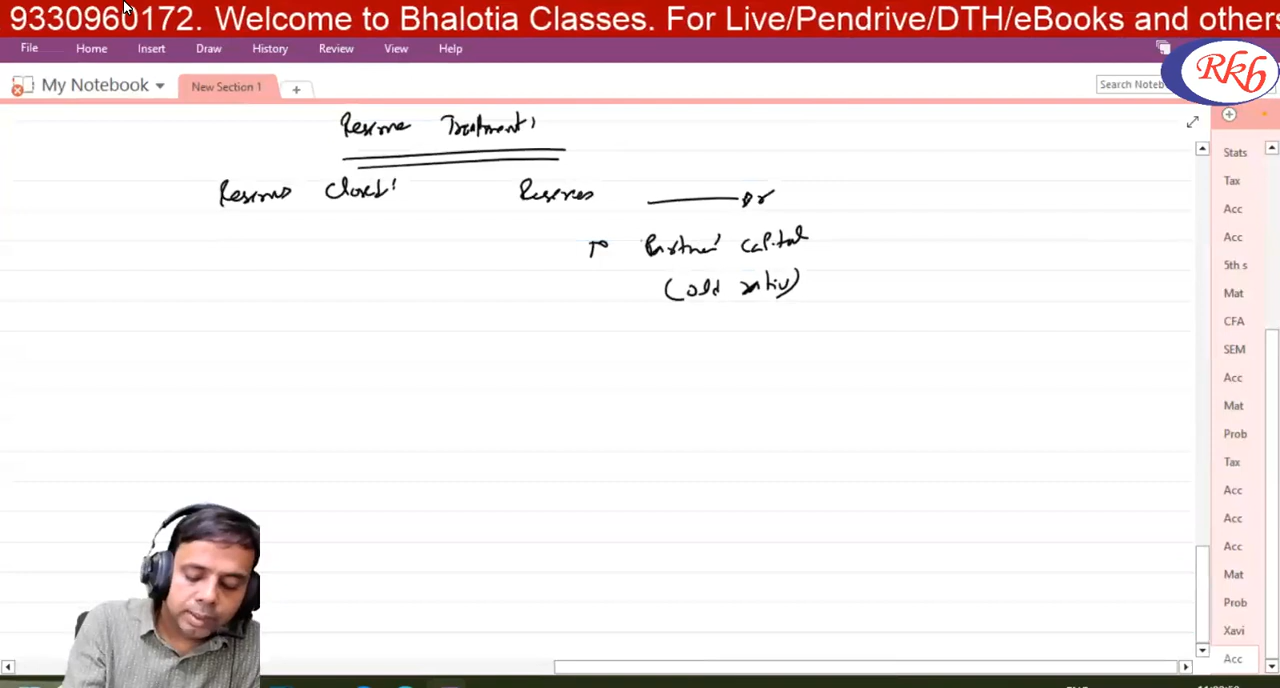 9330960172. Welcome to Bhalotia Classes. For Live/Pendrive/DTH/eBooks and others
File Home Insert Draw History Review View Help
Rkb
My Notebook New Section 1 + Search Noteb
Reserve Treatment:
Reserves Closed: Reserves Dr
To Partners' Capital
(old ratio)
Stats
Tax
Acc
Acc
5th s
Mat
CFA
SEM
Acc
Mat
Prob
Tax
Acc
Acc
Acc
Mat
Prob
Xavi
Acc